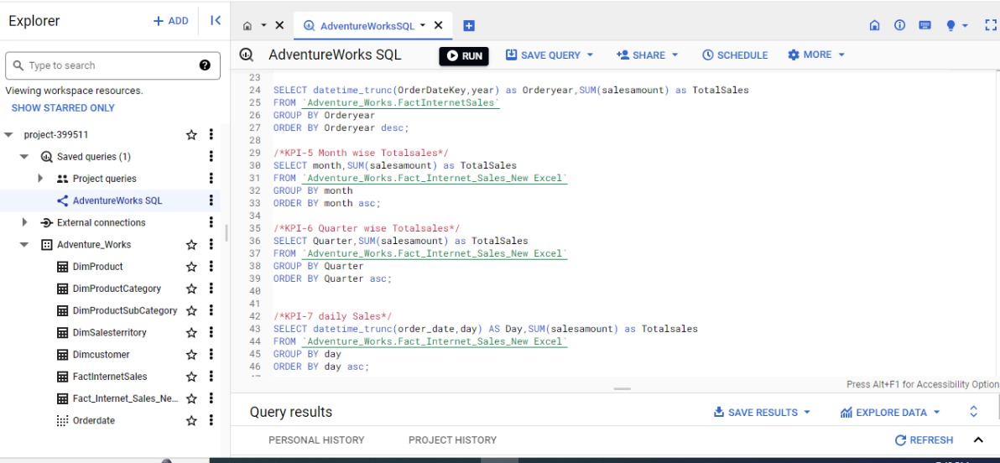 Explorer
+ ADD
Type to search
Viewing workspace resources.
SHOW STARRED ONLY
project-399511
Saved queries (1)
Project queries
AdventureWorks SQL
External connections
Adventure_Works
DimProduct
DimProductCategory
DimProductSubCategory
DimSalesterritory
Dimcustomer
FactInternetSales
Fact_Internet_Sales_Ne...
Orderdate
AdventureWorksSQL
AdventureWorks SQL
RUN
SAVE QUERY
SHARE
SCHEDULE
MORE
23
24 SELECT datetime_trunc(OrderDateKey,year) as Orderyear,SUM(salesamount) as TotalSales
25 FROM `Adventure_Works.FactInternetSales`
26 GROUP BY Orderyear
27 ORDER BY Orderyear desc;
28
29 /*KPI-5 Month wise Totalsales*/
30 SELECT month,SUM(salesamount) as TotalSales
31 FROM `Adventure_Works.Fact_Internet_Sales_New Excel`
32 GROUP BY month
33 ORDER BY month asc;
34
35 /*KPI-6 Quarter wise Totalsales*/
36 SELECT Quarter,SUM(salesamount) as TotalSales
37 FROM `Adventure_Works.Fact_Internet_Sales_New Excel`
38 GROUP BY Quarter
39 ORDER BY Quarter asc;
40
41
42 /*KPI-7 daily Sales*/
43 SELECT datetime_trunc(order_date,day) AS Day,SUM(salesamount) as Totalsales
44 FROM `Adventure_Works.Fact_Internet_Sales_New Excel`
45 GROUP BY day
46 ORDER BY day asc;
Press Alt+F1 for Accessibility Option
Query results
SAVE RESULTS
EXPLORE DATA
PERSONAL HISTORY
PROJECT HISTORY
REFRESH